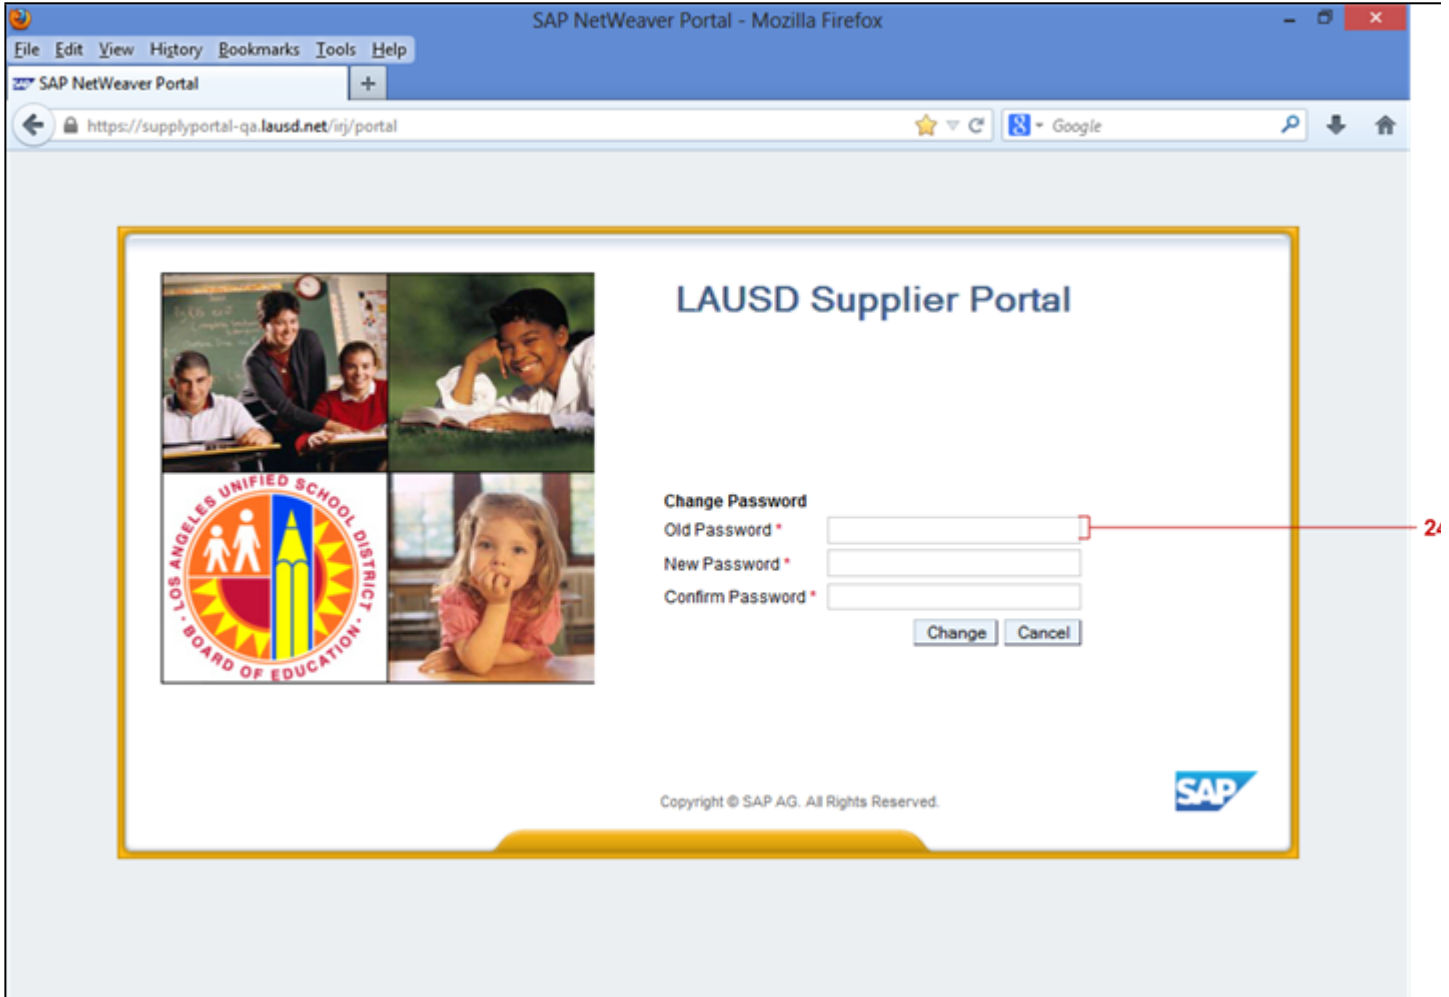 SAP NetWeaver Portal - Mozilla Firefox
File Edit View History Bookmarks Tools Help
SAP NetWeaver Portal
https://supplyportal-qa.lausd.net/irj/portal
Google
LAUSD Supplier Portal
LOS ANGELES UNIFIED SCHOOL DISTRICT
BOARD OF EDUCATION
Change Password
Old Password *
24
New Password *
Confirm Password *
Change Cancel
Copyright © SAP AG. All Rights Reserved.
SAP